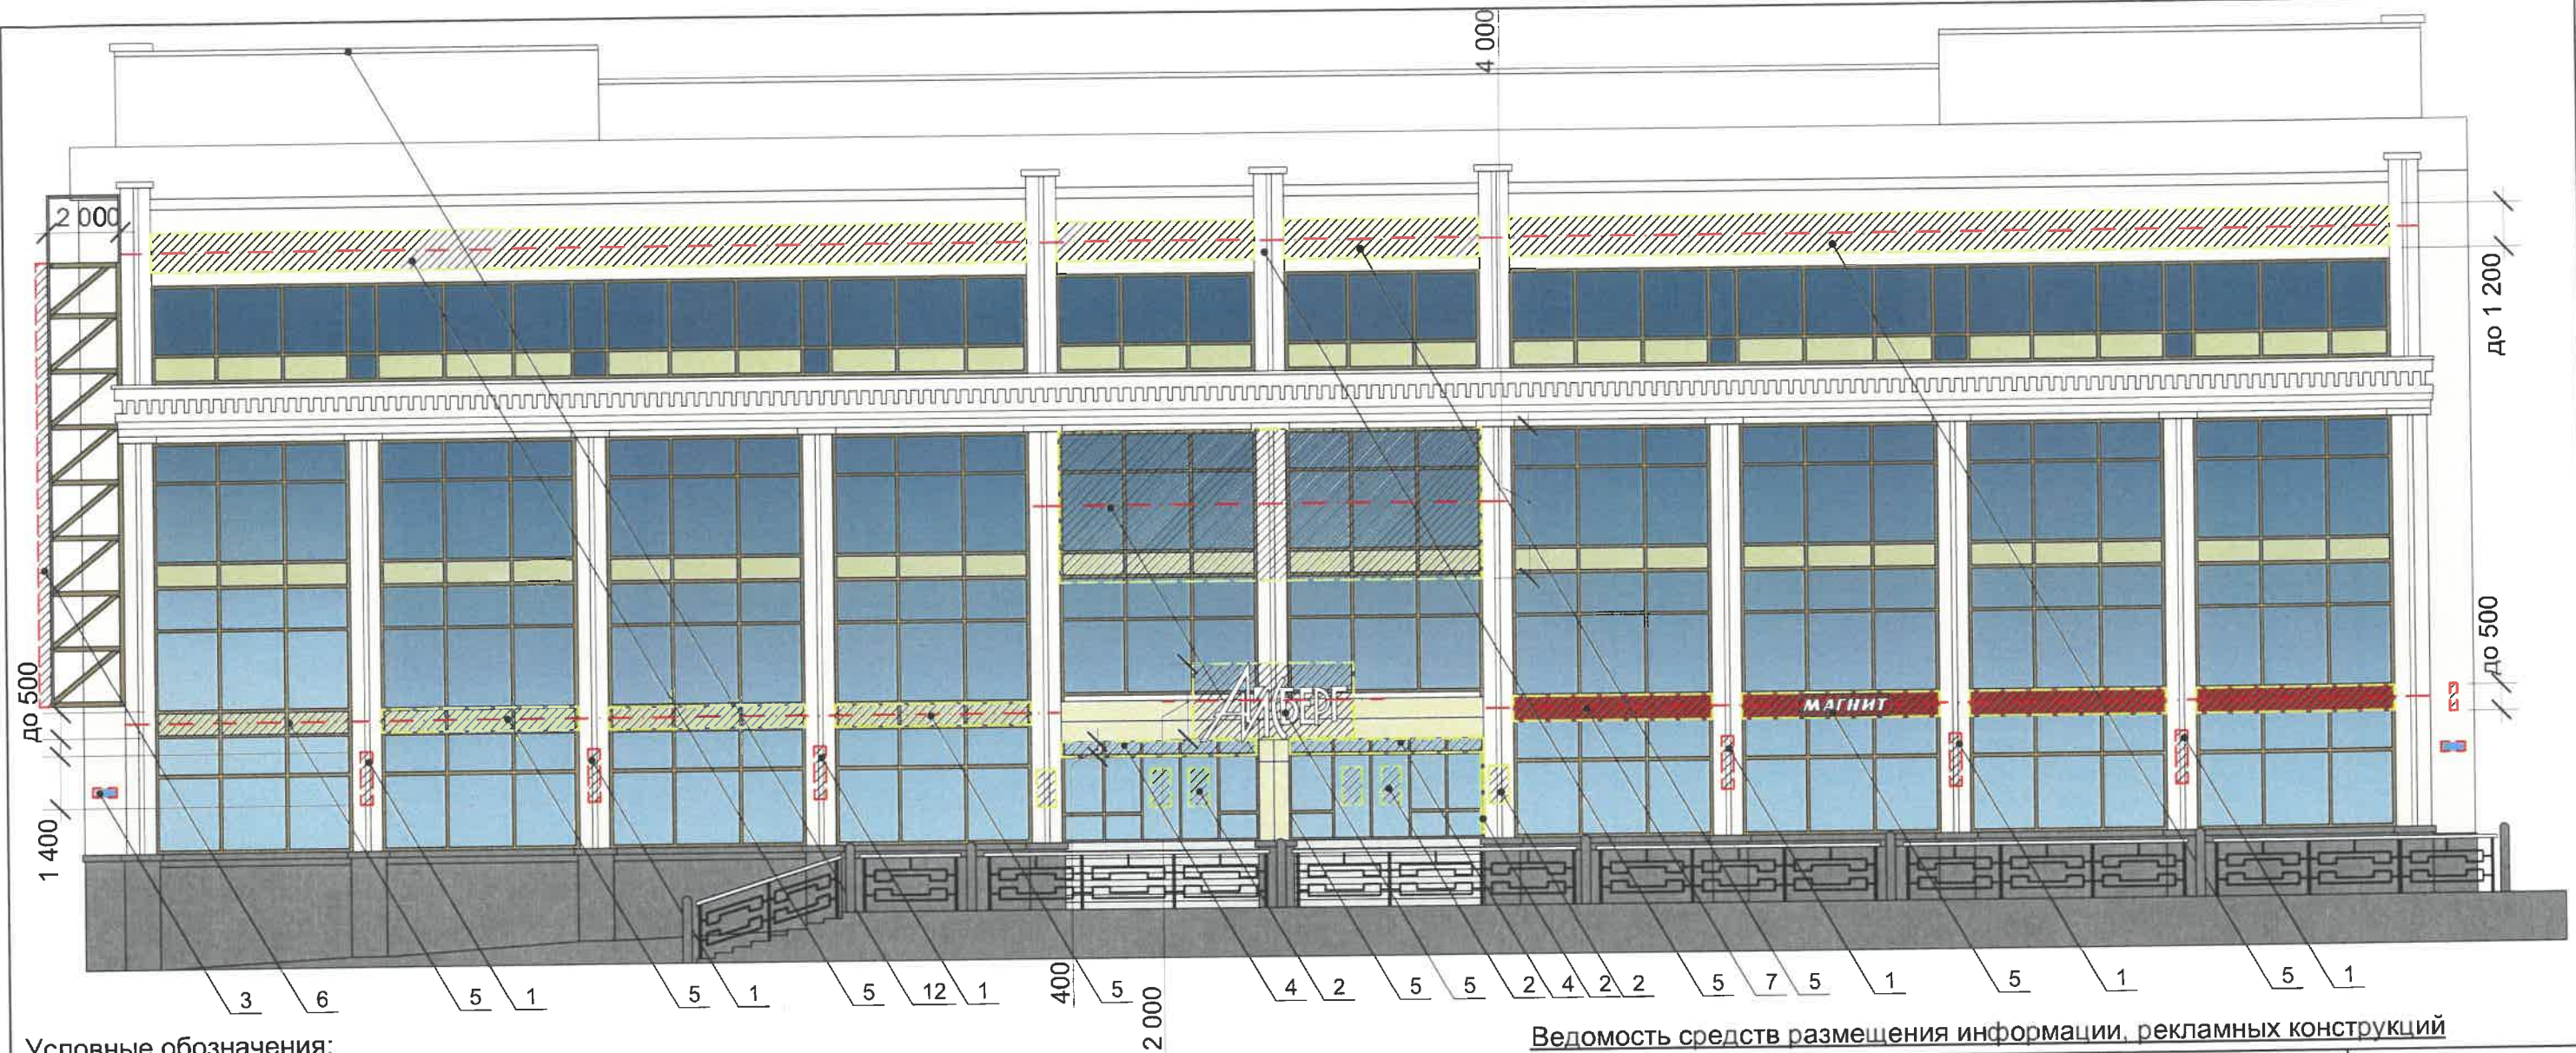 4 000
2 000
до 1 200
до 500
до 500
АЛЬБЕРГ
МАГНИТ
1 400
3 6 5 1 5 1 5 12 1 5 4 2 5 5 2 4 2 2 5 7 5 1 5 1 5 1
400
2 000
Условные обозначения:
Ведомость средств размещения информации, рекламных конструкций